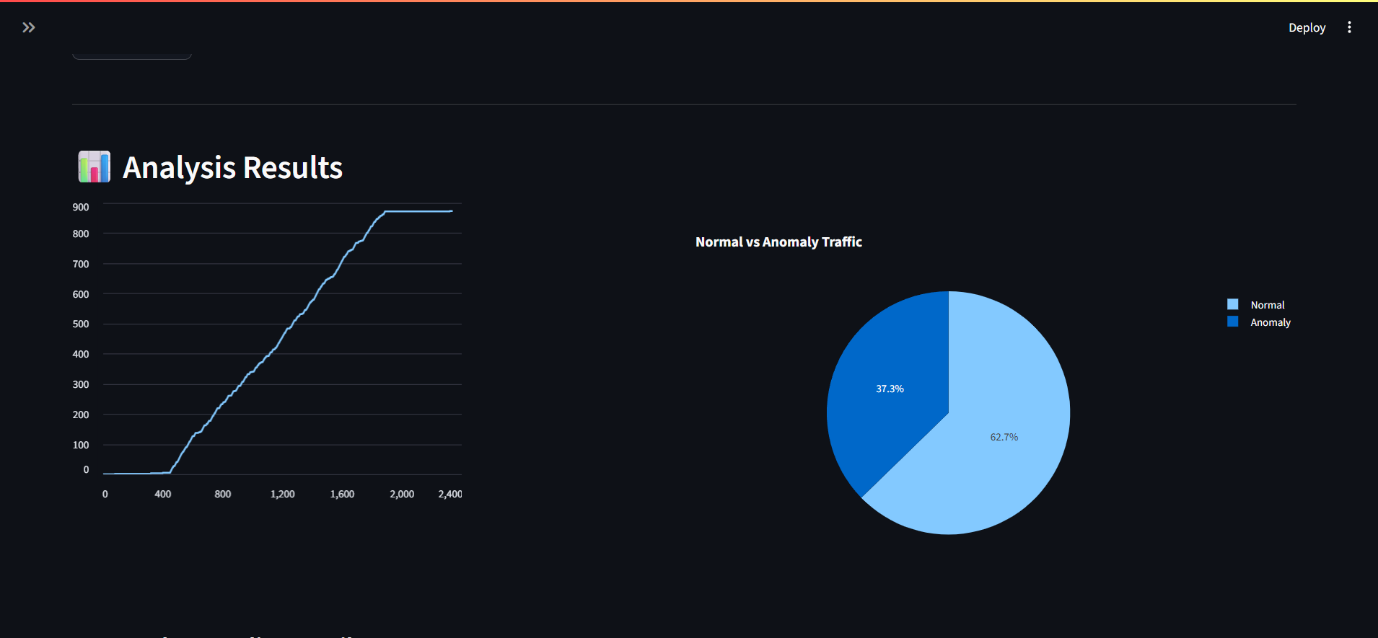 Deploy
Analysis Results
900
800
700
600
500
400
300
200
100
0
0 400 800 1,200 1,600 2,000 2,400
Normal vs Anomaly Traffic
37.3%
62.7%
Normal
Anomaly